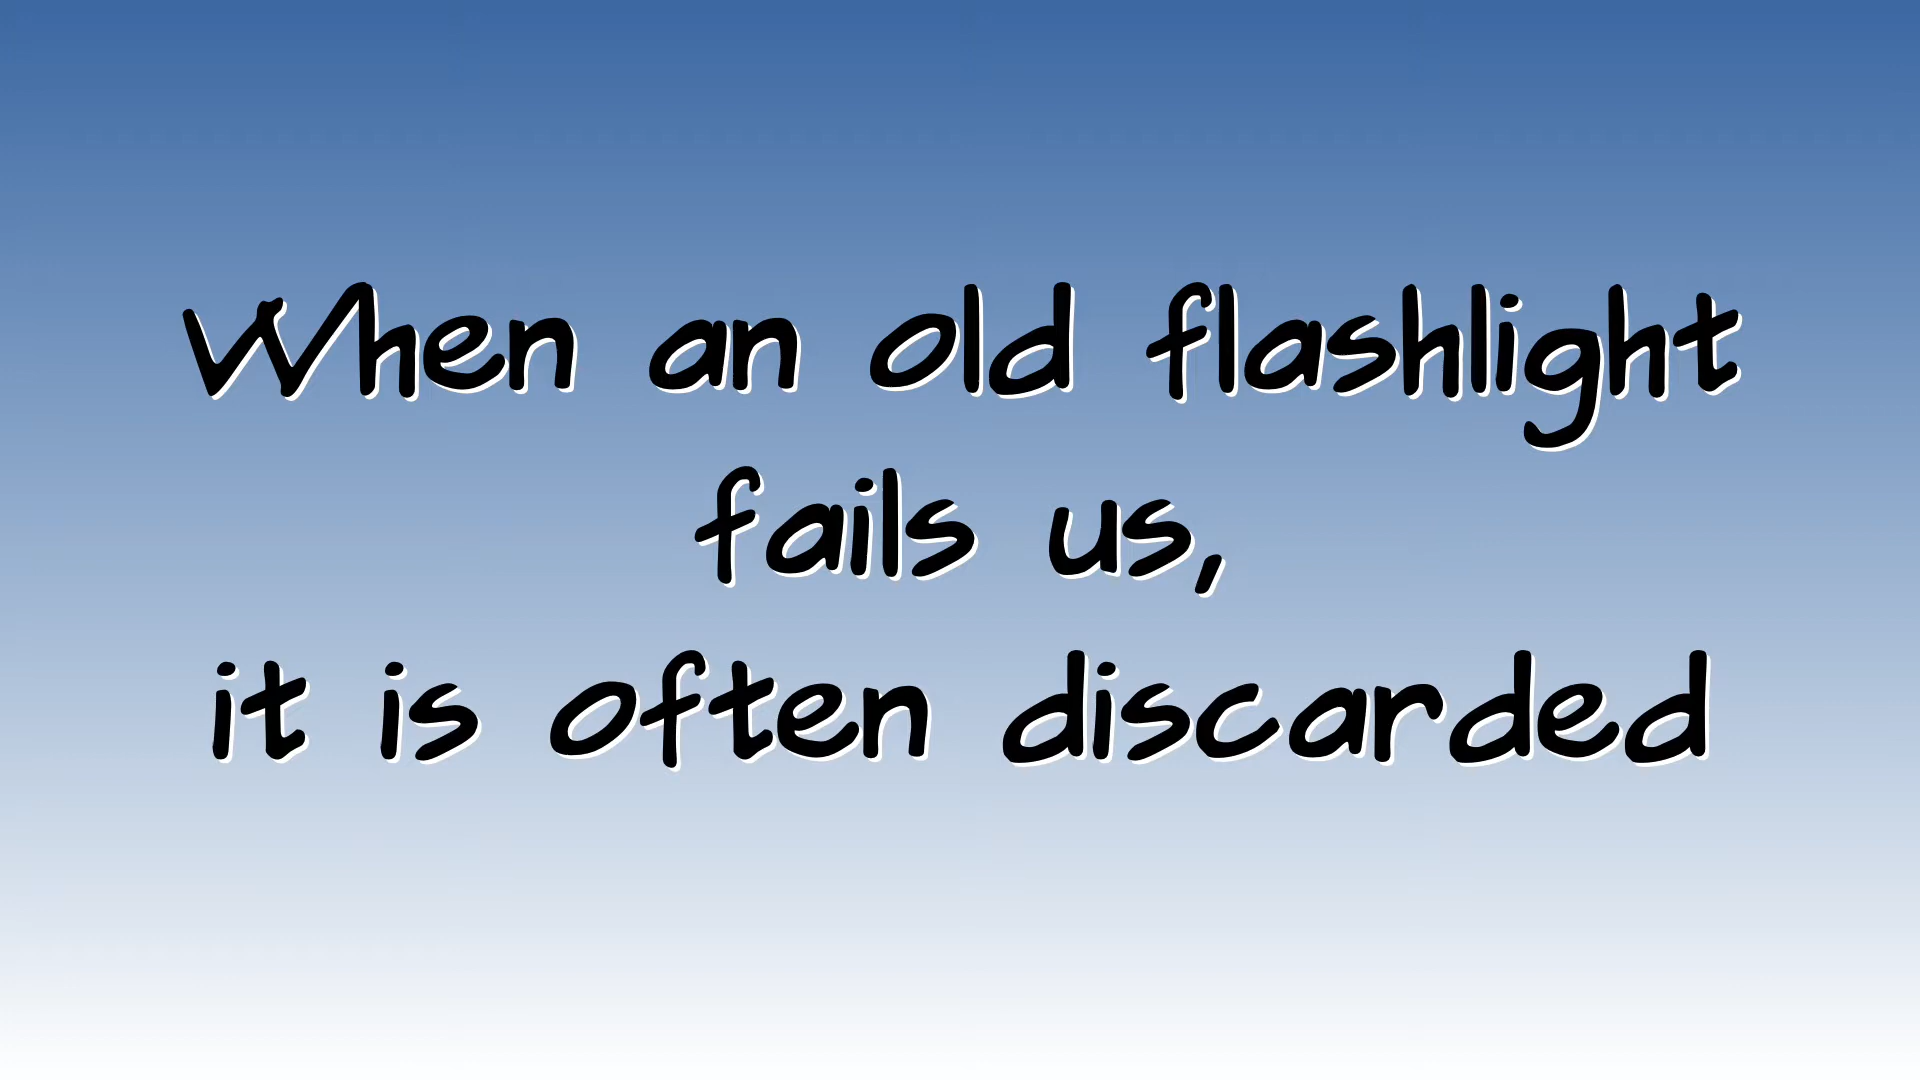 When an old flashlight
fails us,
it is often discarded